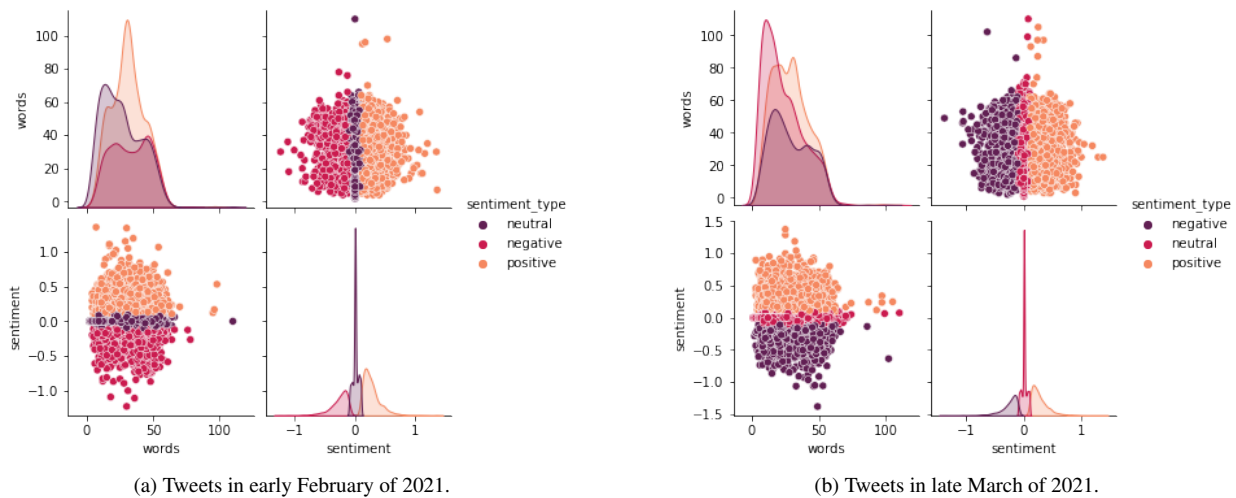 100
80
60
40
20
0
words
1.0
0.5
0.0
−0.5
−1.0
sentiment
0
50
100
words
−1
0
1
sentiment
sentiment_type
neutral
negative
positive
(a) Tweets in early February of 2021.
100
80
60
40
20
0
words
1.5
1.0
0.5
0.0
−0.5
−1.0
−1.5
sentiment
0
50
100
words
−1
0
1
sentiment
sentiment_type
negative
neutral
positive
(b) Tweets in late March of 2021.